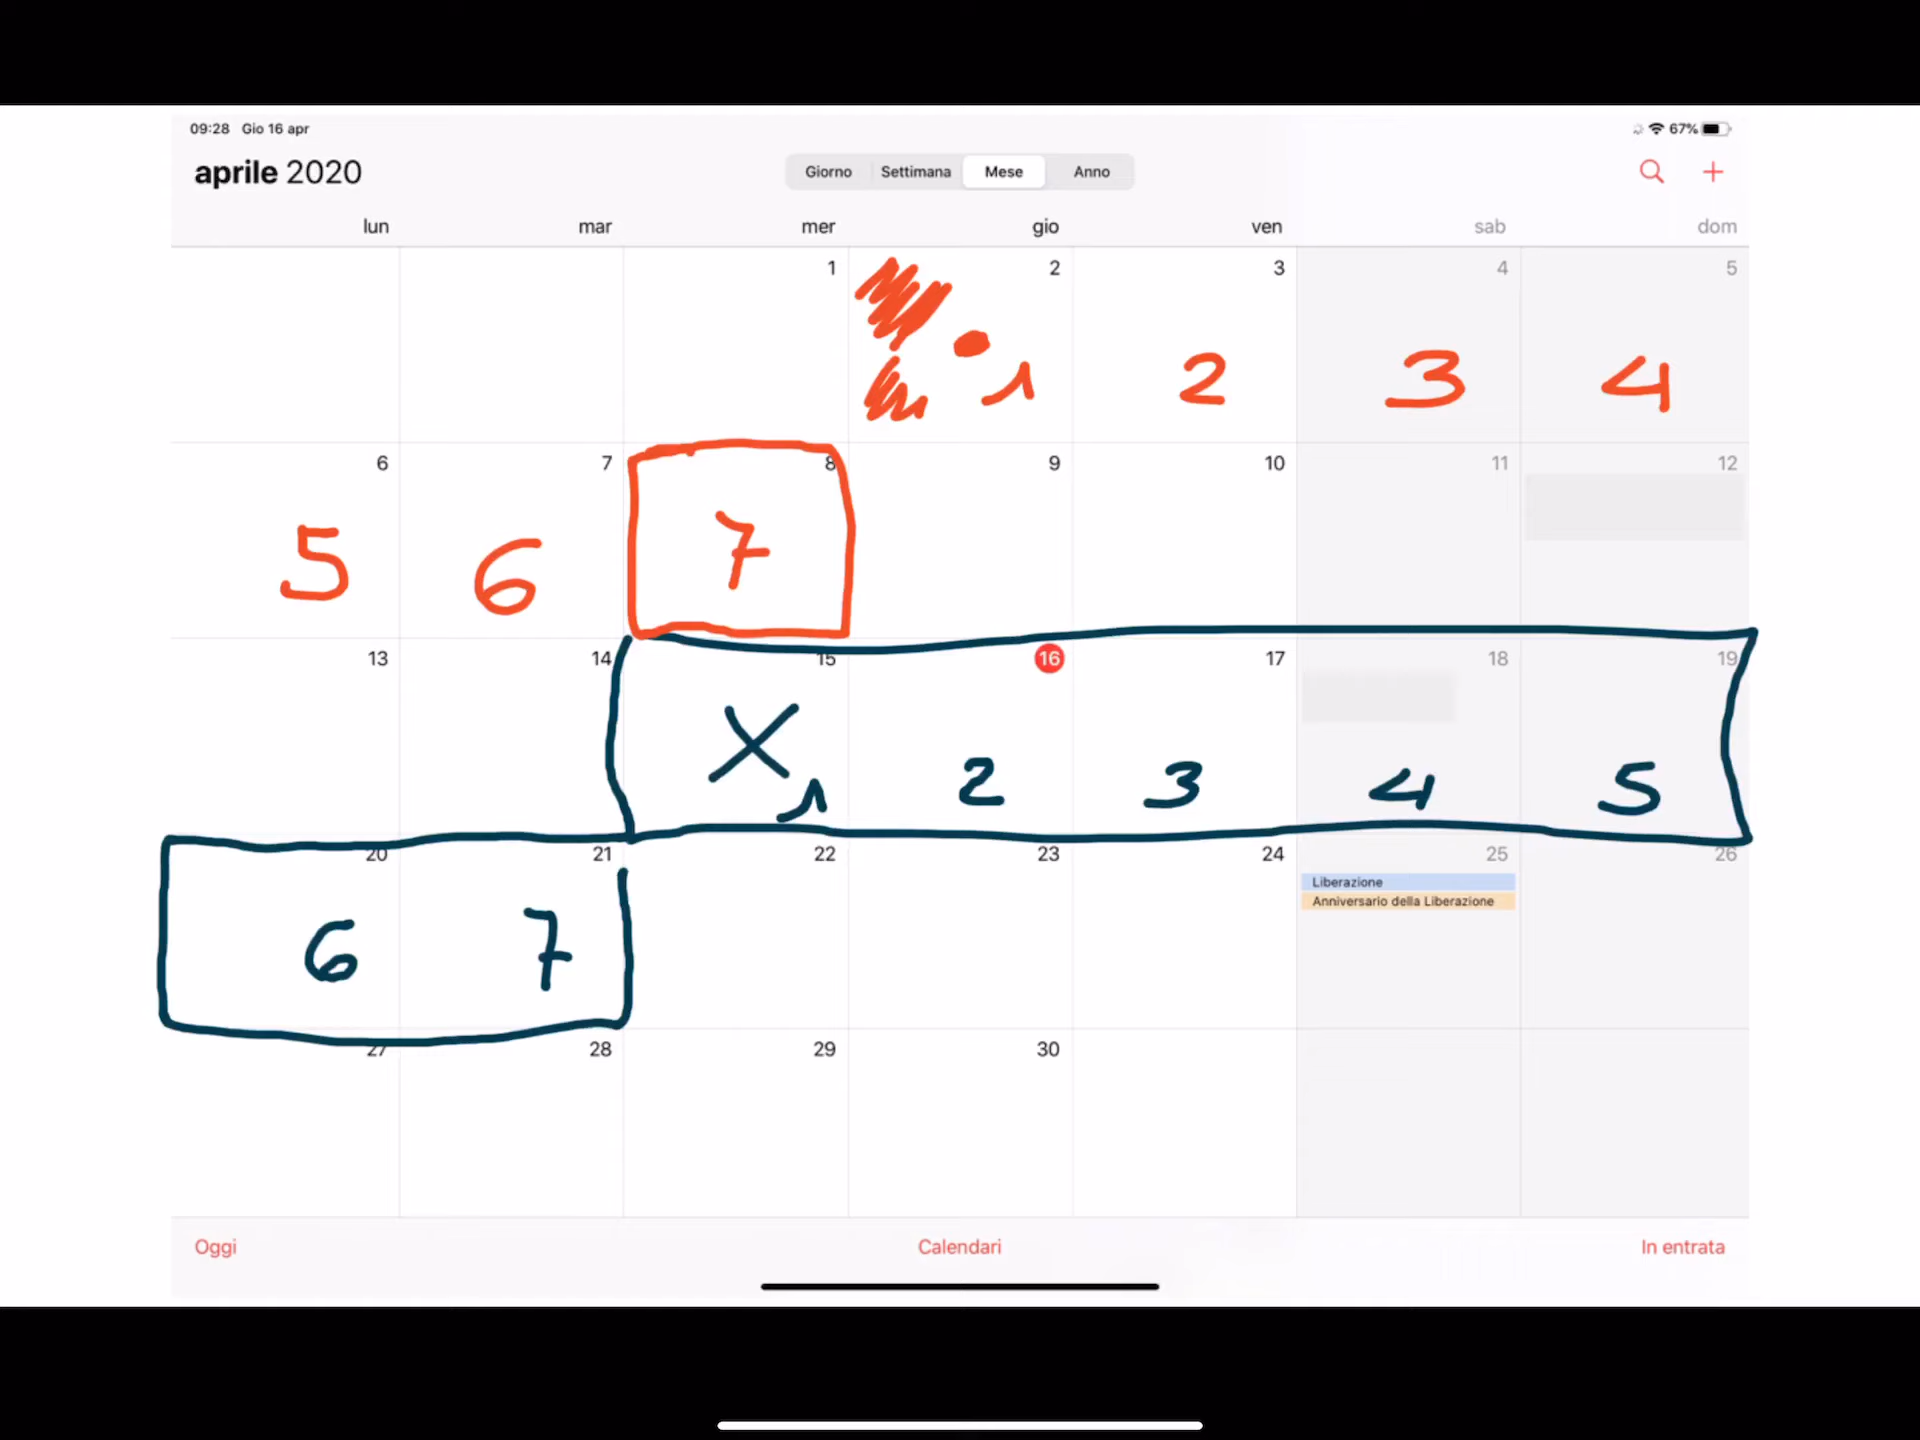 09:28 Gio 16 apr 67%
aprile 2020 Giorno Settimana Mese Anno
lun mar mer gio ven sab dom
1 2 3 4 5
1 2 3 4
6 7 8 9 10 11 12
5 6 7
13 14 15 16 17 18 19
X 1 2 3 4 5
20 21 22 23 24 25 26
Liberazione
Anniversario della Liberazione
6 7
27 28 29 30
Oggi Calendari In entrata